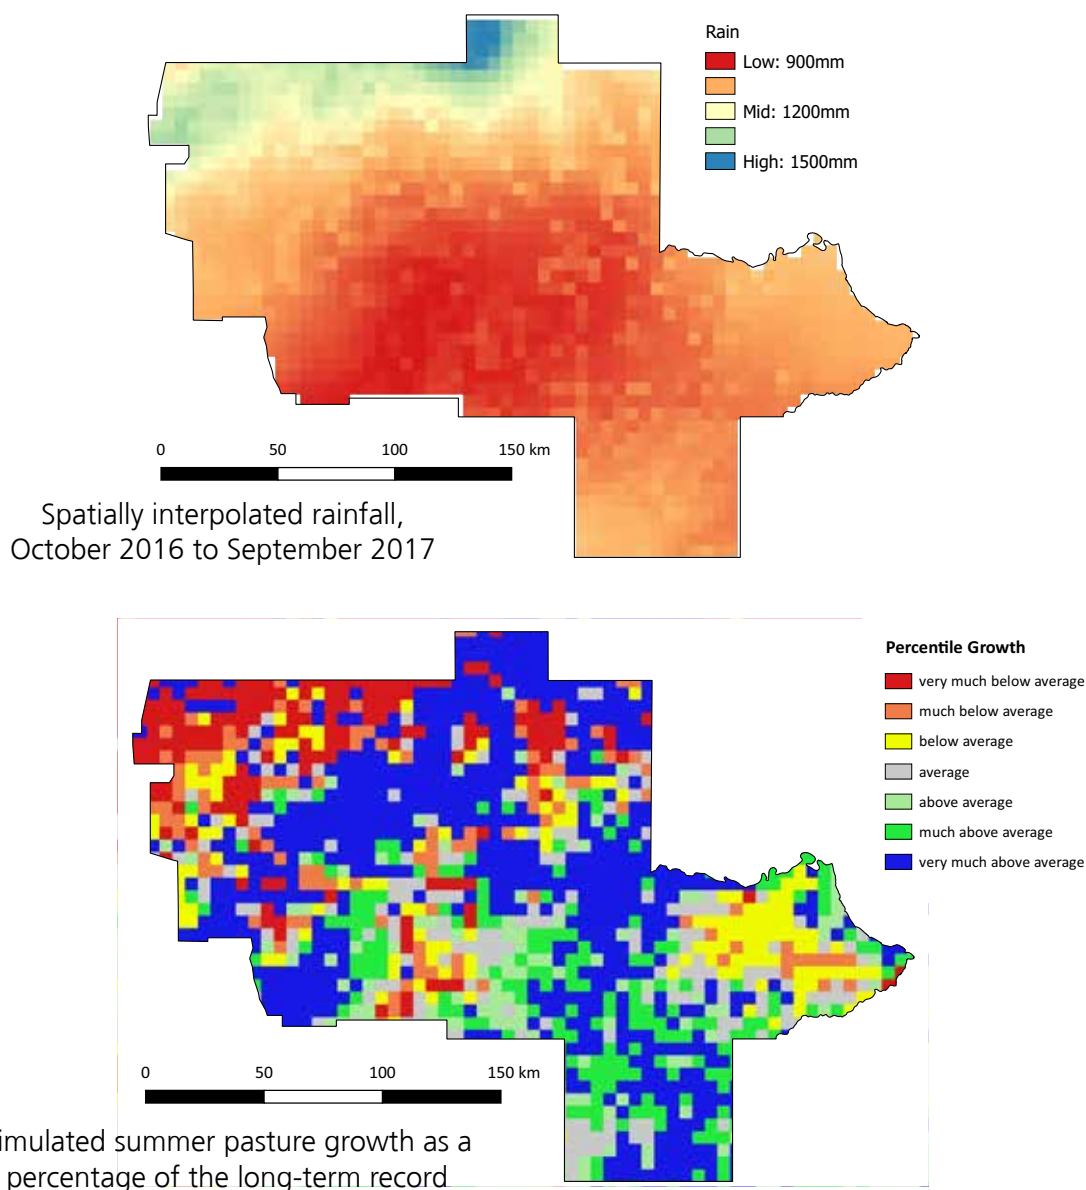 Rain
Low: 900mm
Mid: 1200mm
High: 1500mm
0 50 100 150 km
Spatially interpolated rainfall,
October 2016 to September 2017
Percentile Growth
very much below average
much below average
below average
average
above average
much above average
very much above average
0 50 100 150 km
imulated summer pasture growth as a
percentage of the long-term record